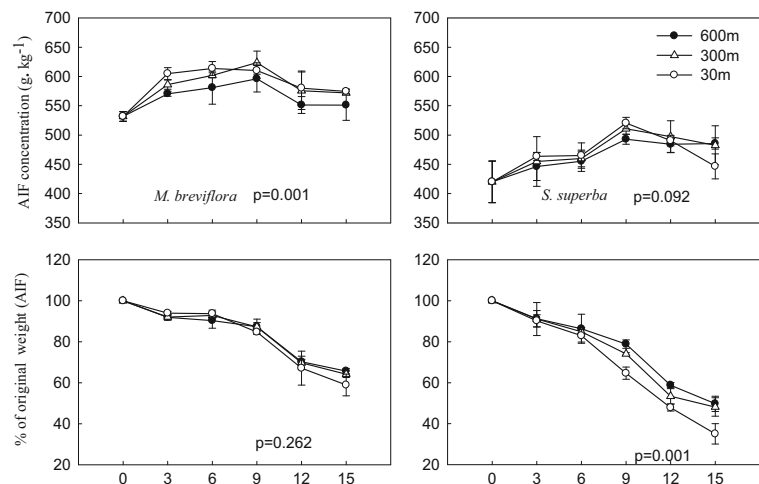 AIF concentration (g. kg-1)
700
650
600
550
500
450
400
350
M. breviflora p=0.001
700
650
600
550
500
450
400
350
600m
300m
30m
S. superba p=0.092
% of original weight (AIF)
120
100
80
60
40
20
p=0.262
0 3 6 9 12 15
120
100
80
60
40
20
p=0.001
0 3 6 9 12 15